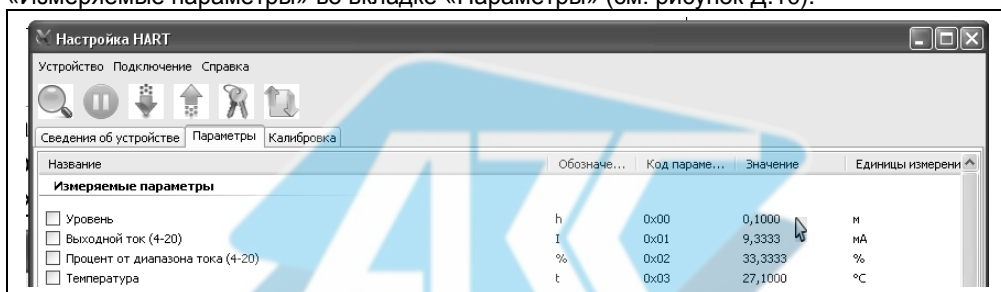 «Измеряемые параметры» во вкладке «Параметры» (см. рисунок Д.10).
Настройка HART
Устройство Подключение Справка
Сведения об устройстве Параметры Калибровка
Название Обозначе... Код параме... Значение Единицы измерени
Измеряемые параметры
Уровень h 0x00 0,1000 м
Выходной ток (4-20) I 0x01 9,3333 мА
Процент от диапазона тока (4-20) % 0x02 33,3333 %
Температура t 0x03 27,1000 °C
АКС